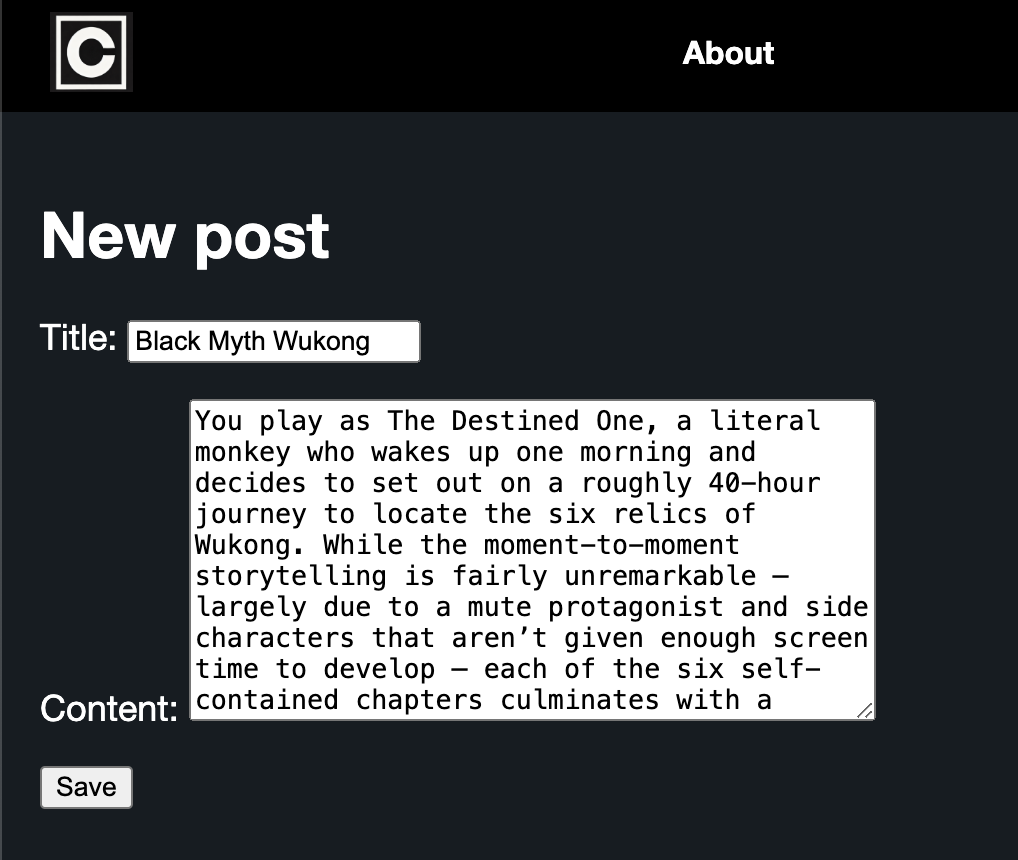 C
About
New post
Title: Black Myth Wukong
You play as The Destined One, a literal
monkey who wakes up one morning and
decides to set out on a roughly 40-hour
journey to locate the six relics of
Wukong. While the moment-to-moment
storytelling is fairly unremarkable –
largely due to a mute protagonist and side
characters that aren’t given enough screen
time to develop – each of the six self-
contained chapters culminates with a
Content:
Save